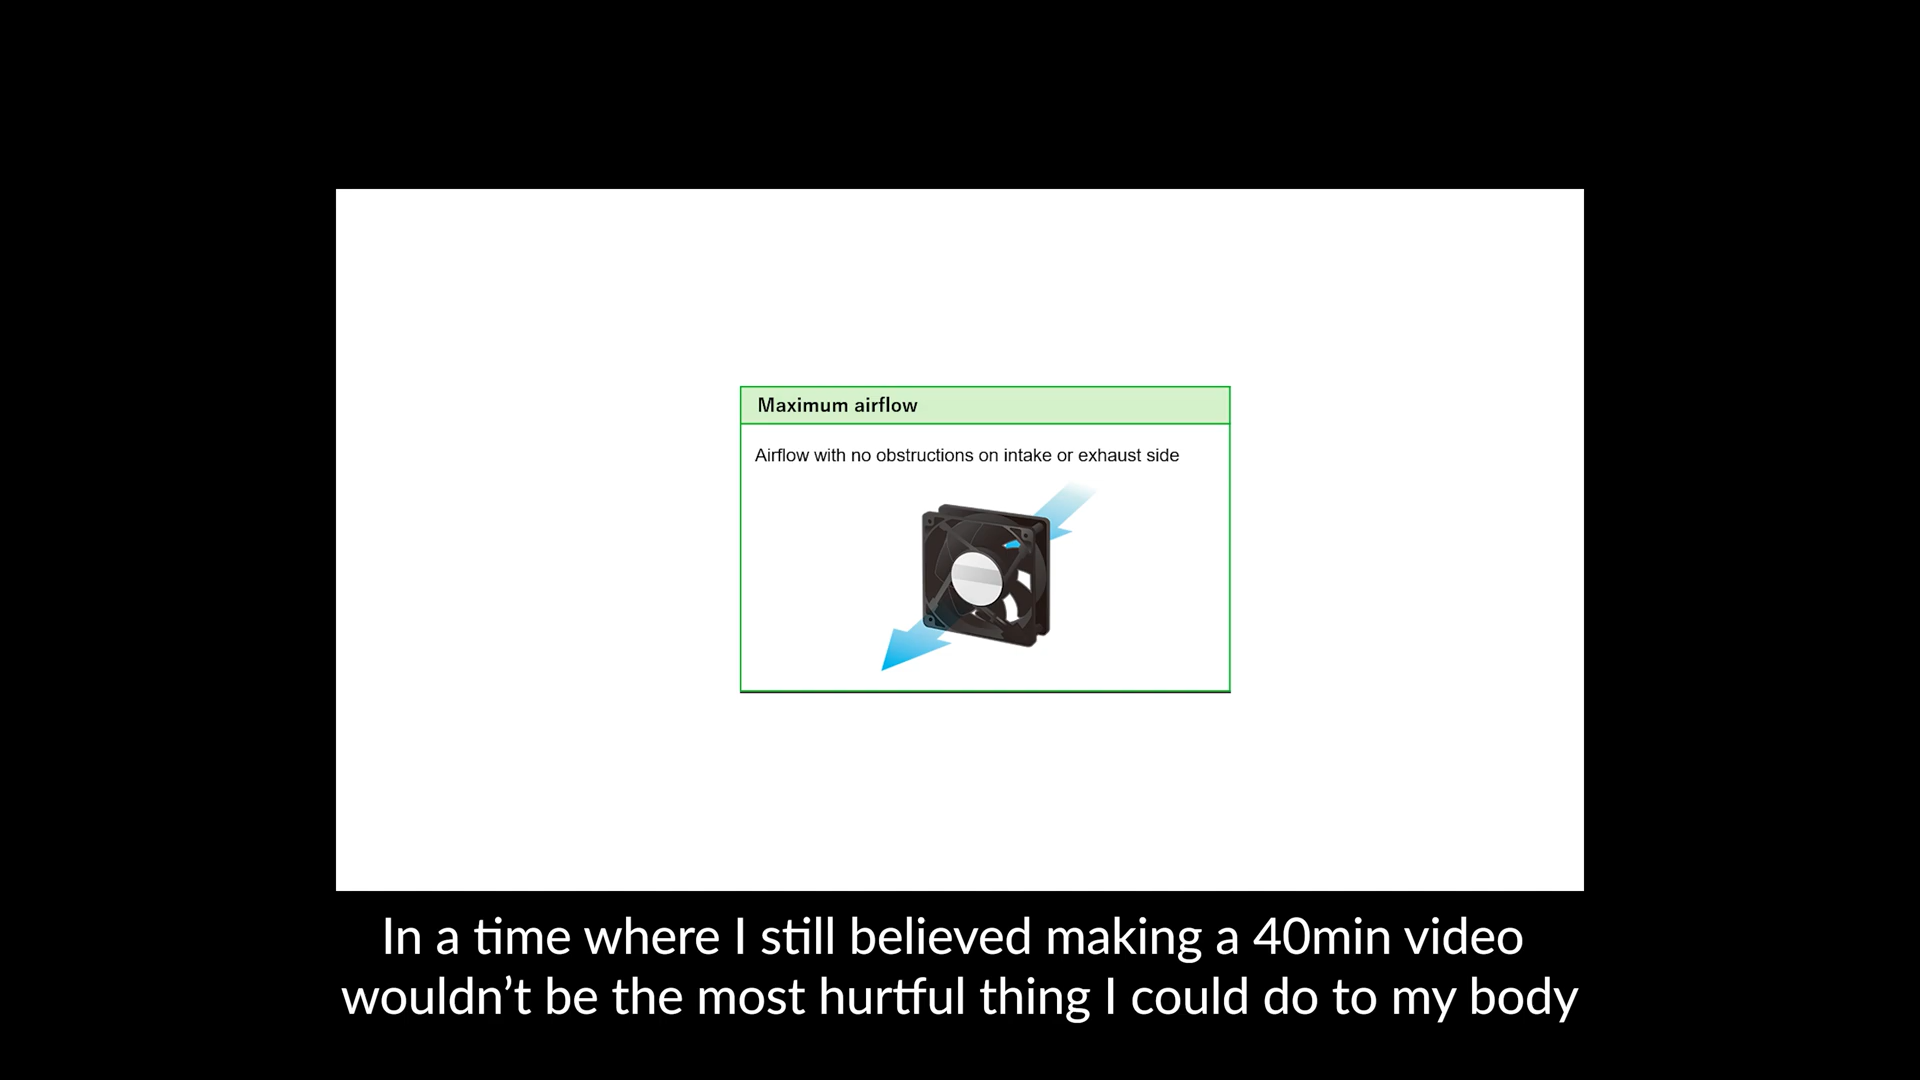 Maximum airflow
Airflow with no obstructions on intake or exhaust side
In a time where I still believed making a 40min video
wouldn’t be the most hurtful thing I could do to my body